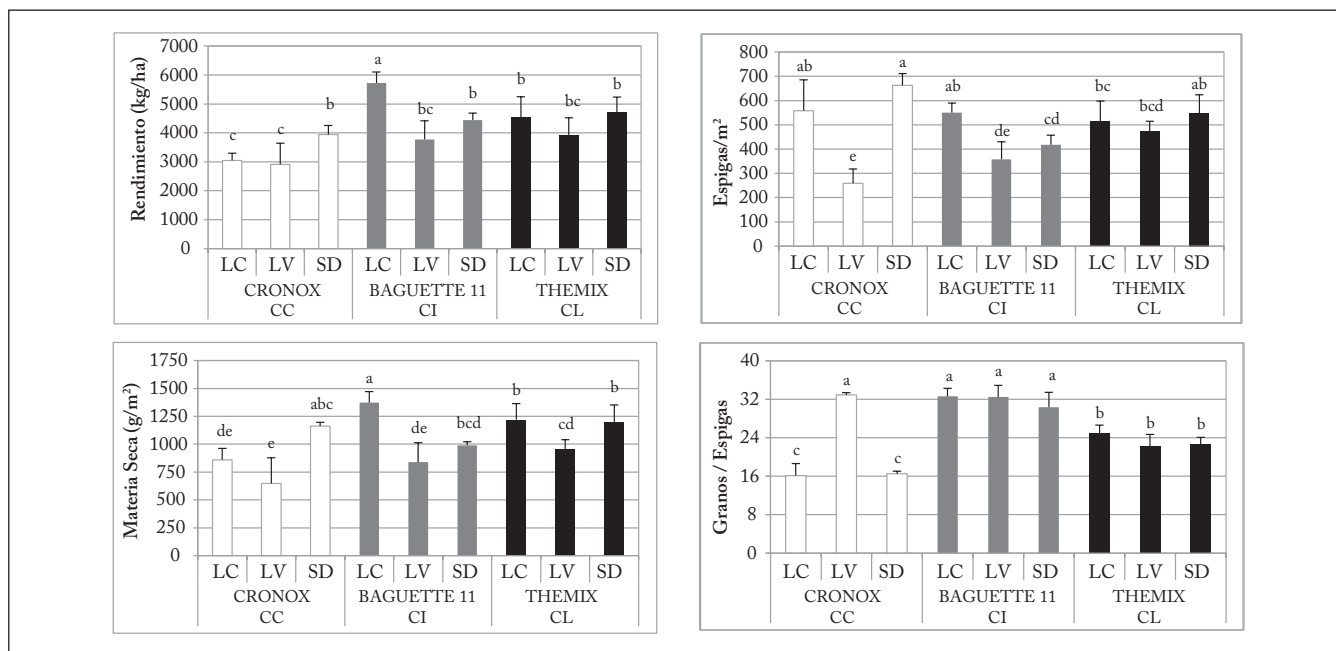 Rendimiento (kg/ha)
7000
6000
5000
4000
3000
2000
1000
0
c c b a bc b b bc b
LC LV SD LC LV SD LC LV SD
CRONOX BAGUETTE 11 THEMIX
CC CI CL
Espigas/m²
800
700
600
500
400
300
200
100
0
ab e a ab de cd bc bcd ab
LC LV SD LC LV SD LC LV SD
CRONOX BAGUETTE 11 THEMIX
CC CI CL
Materia Seca (g/m²)
1750
1500
1250
1000
750
500
250
0
de e abc a de bcd b cd b
LC LV SD LC LV SD LC LV SD
CRONOX BAGUETTE 11 THEMIX
CC CI CL
Granos / Espigas
40
32
24
16
8
0
c a c a a a b b b
LC LV SD LC LV SD LC LV SD
CRONOX BAGUETTE 11 THEMIX
CC CI CL